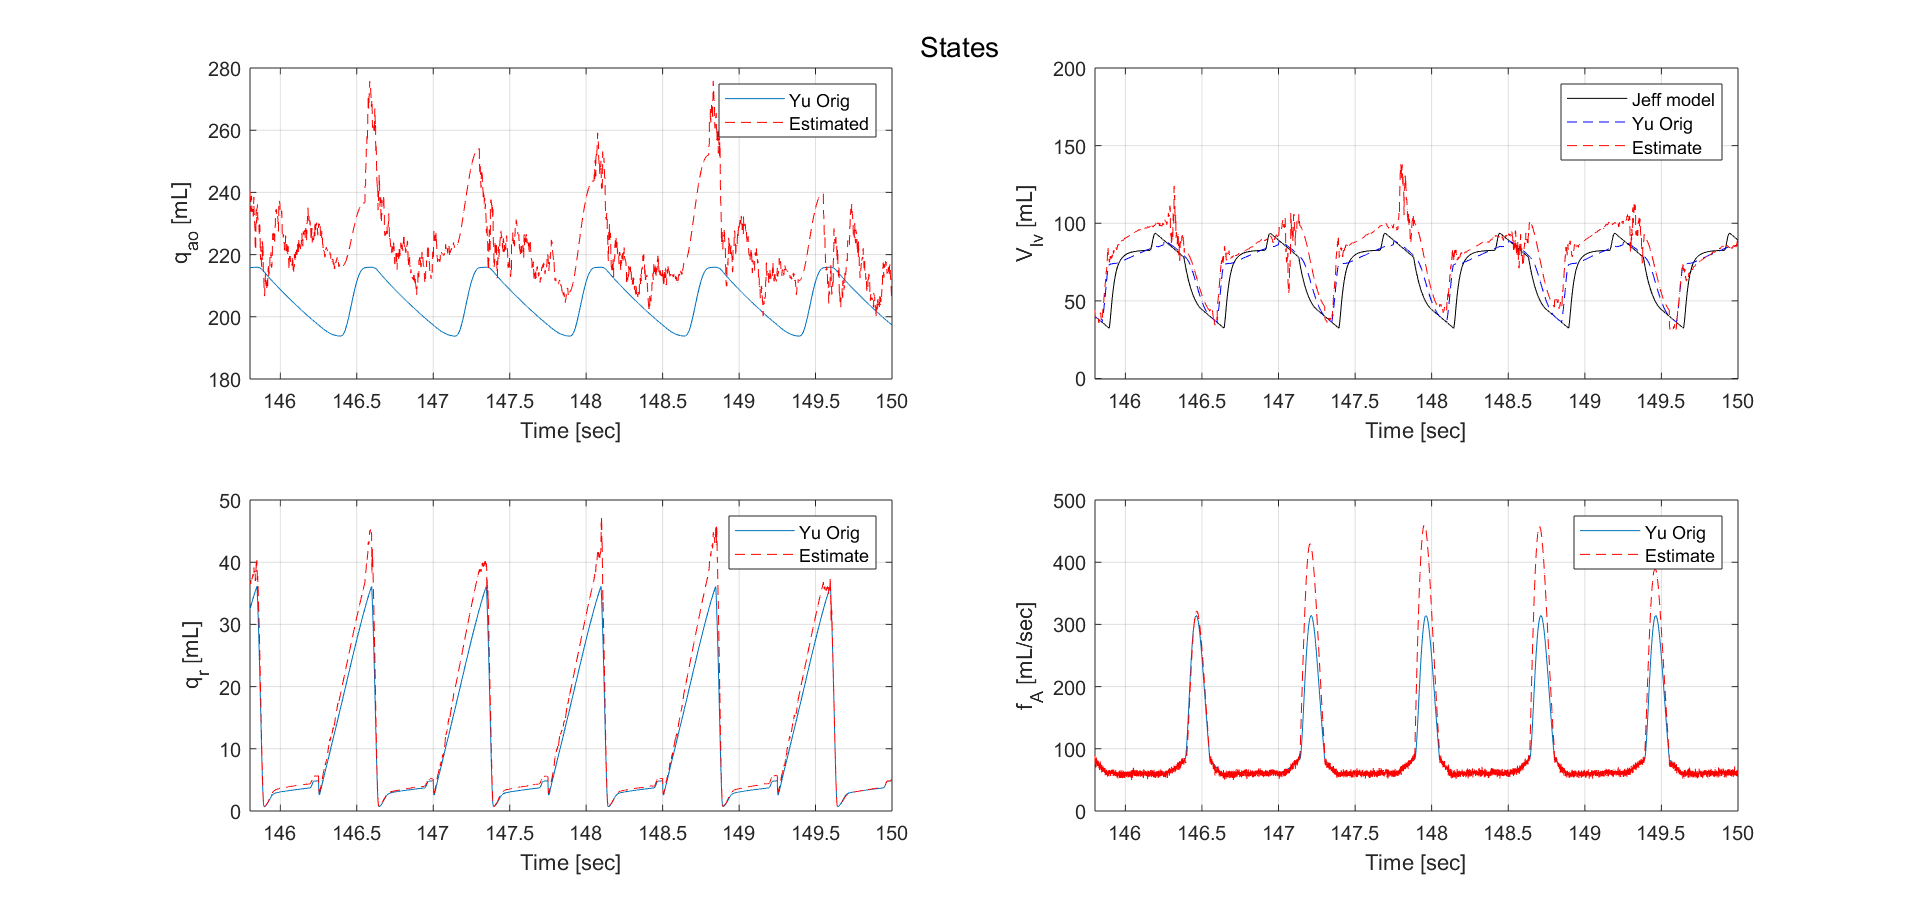 States
280
260
240
220
200
180
q_ao [mL]
146 146.5 147 147.5 148 148.5 149 149.5 150
Time [sec]
Yu Orig
Estimated
200
150
100
50
0
V_lv [mL]
146 146.5 147 147.5 148 148.5 149 149.5 150
Time [sec]
Jeff model
Yu Orig
Estimate
50
40
30
20
10
0
q_r [mL]
146 146.5 147 147.5 148 148.5 149 149.5 150
Time [sec]
Yu Orig
Estimate
500
400
300
200
100
0
f_A [mL/sec]
146 146.5 147 147.5 148 148.5 149 149.5 150
Time [sec]
Yu Orig
Estimate